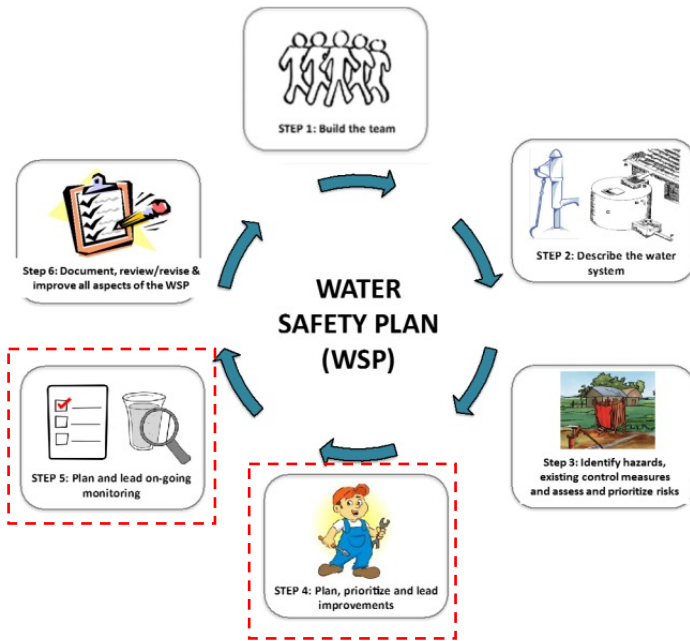 STEP 1: Build the team
STEP 2: Describe the water
system
Step 3: Identify hazards,
existing control measures
and assess and prioritize risks
STEP 4: Plan, prioritize and lead
improvements
STEP 5: Plan and lead on-going
monitoring
Step 6: Document, review/revise &
improve all aspects of the WSP
WATER
SAFETY PLAN
(WSP)